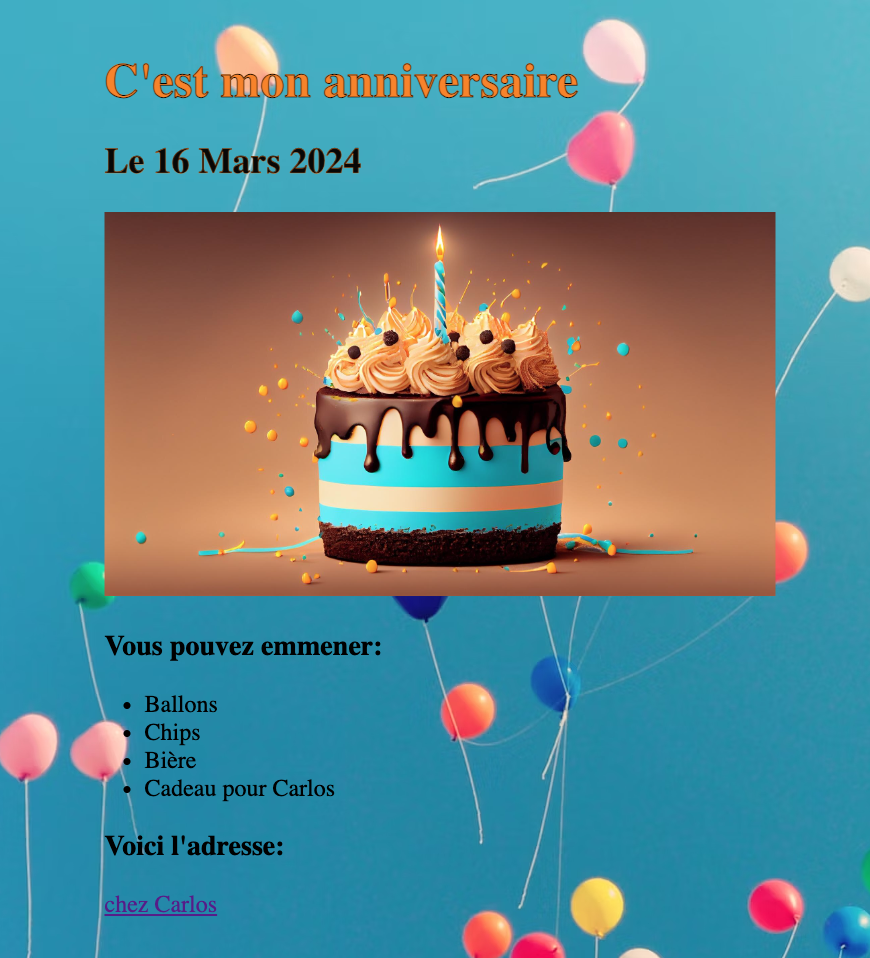 C'est mon anniversaire
Le 16 Mars 2024
Vous pouvez emmener:
Ballons
Chips
Bière
Cadeau pour Carlos
Voici l'adresse:
chez Carlos